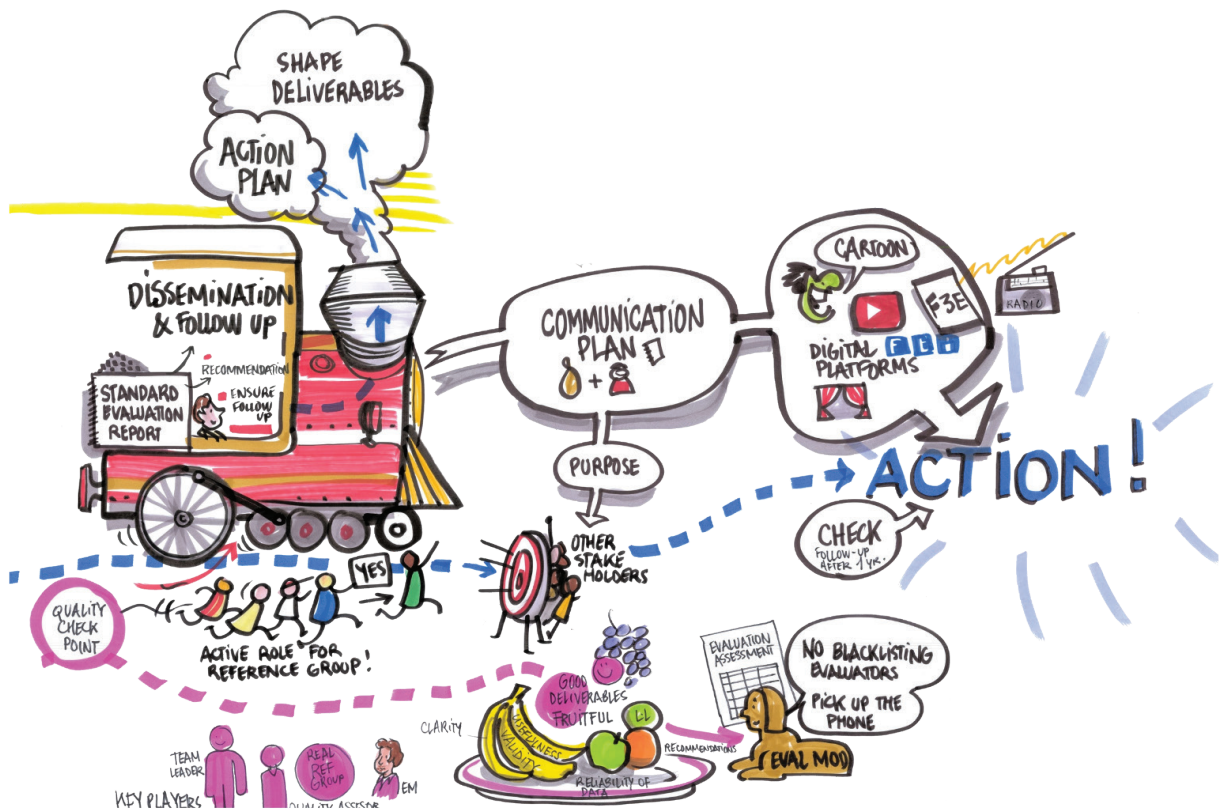 SHAPE
DELIVERABLES
ACTION
PLAN
DISSEMINATION
& FOLLOW UP
RECOMMENDATION
STANDARD
EVALUATION
REPORT
ENSURE
FOLLOW
UP
COMMUNICATION
PLAN
+
PURPOSE
CARTOON
F3E
RADIO
DIGITAL
PLATFORMS
f t i
ACTION!
CHECK
FOLLOW-UP
AFTER 1 YR.
OTHER
STAKE
HOLDERS
YES
QUALITY
CHECK
POINT
ACTIVE ROLE FOR
REFERENCE GROUP!
EVALUATION
ASSESSMENT
NO BLACKLISTING
EVALUATORS
PICK UP THE
PHONE
EVAL MOD
GOOD
DELIVERABLES
FRUITFUL
LL
CLARITY
USEFULNESS
VALIDITY
RECOMMENDATIONS
RELIABILITY OF
DATA
TEAM
LEADER
REAL
REF
GROUP
EM
KEY PLAYERS
QUALITY ASSESOR